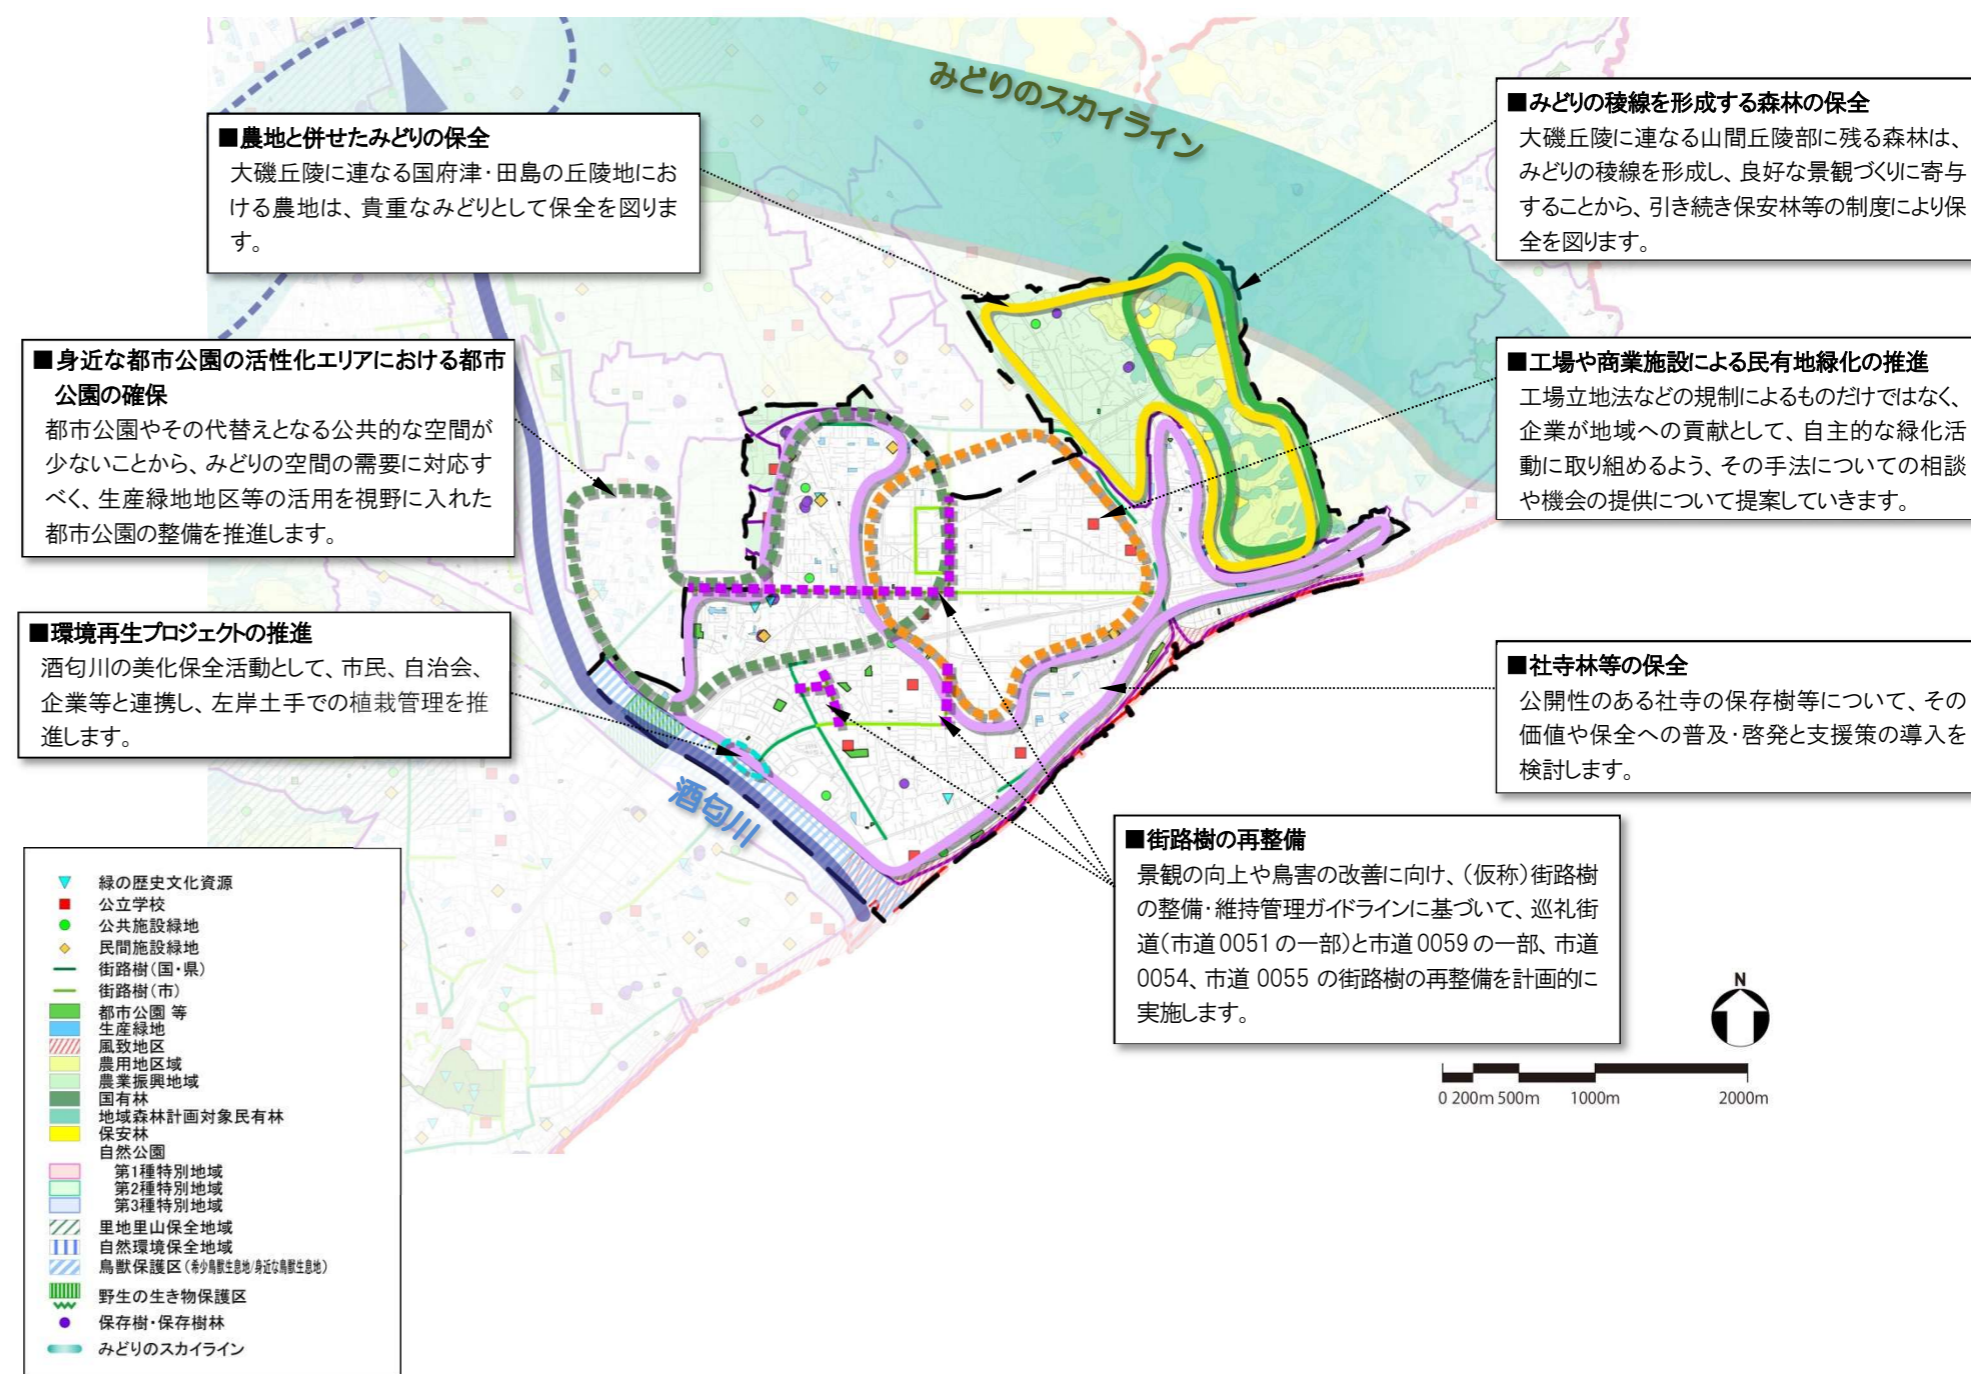 みどりのスカイライン
■農地と併せたみどりの保全
大磯丘陵に連なる国府津・田島の丘陵地にお
ける農地は、貴重なみどりとして保全を図りま
す。
■みどりの稜線を形成する森林の保全
大磯丘陵に連なる山間丘陵部に残る森林は、
みどりの稜線を形成し、良好な景観づくりに寄与
することから、引き続き保安林等の制度により保
全を図ります。
■身近な都市公園の活性化エリアにおける都市
公園の確保
都市公園やその代替えとなる公共的な空間が
少ないことから、みどりの空間の需要に対応す
べく、生産緑地地区等の活用を視野に入れた
都市公園の整備を推進します。
■工場や商業施設による民有地緑化の推進
工場立地法などの規制によるものだけではなく、
企業が地域への貢献として、自主的な緑化活
動に取り組めるよう、その手法についての相談
や機会の提供について提案していきます。
■環境再生プロジェクトの推進
酒匂川の美化保全活動として、市民、自治会、
企業等と連携し、左岸土手での植栽管理を推
進します。
■社寺林等の保全
公開性のある社寺の保存樹等について、その
価値や保全への普及・啓発と支援策の導入を
検討します。
酒匂川
■街路樹の再整備
景観の向上や鳥害の改善に向け、(仮称)街路樹
の整備・維持管理ガイドラインに基づいて、巡礼街
道(市道0051の一部)と市道0059の一部、市道
0054、市道 0055 の街路樹の再整備を計画的に
実施します。
緑の歴史文化資源
公立学校
公共施設緑地
民間施設緑地
街路樹(国・県)
街路樹(市)
都市公園 等
生産緑地
風致地区
農用地区域
農業振興地域
国有林
地域森林計画対象民有林
保安林
自然公園
第1種特別地域
第2種特別地域
第3種特別地域
里地里山保全地域
自然環境保全地域
鳥獣保護区(希少鳥獣生息地/身近な鳥獣生息地)
野生の生き物保護区
保存樹・保存樹林
みどりのスカイライン
N
0 200m 500m 1000m 2000m